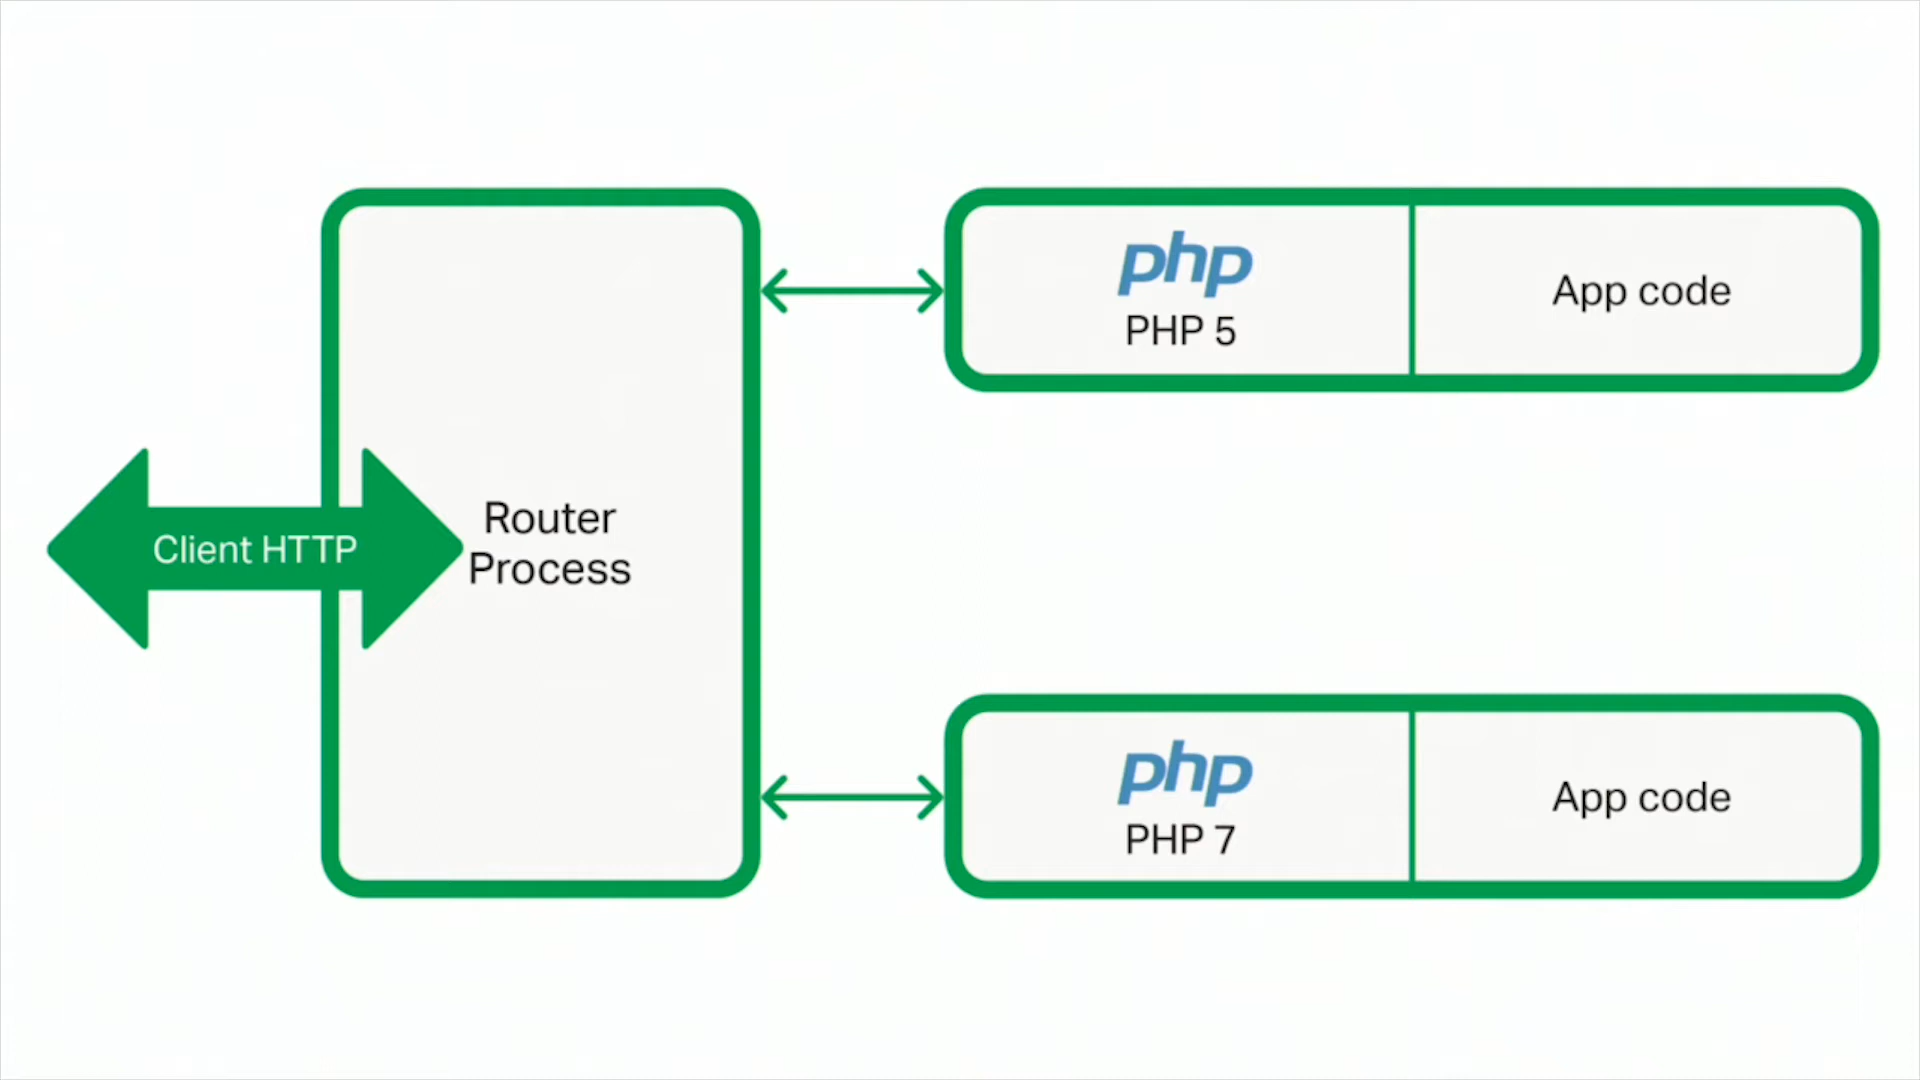 Client HTTP
Router
Process
php
PHP 5
App code
php
PHP 7
App code